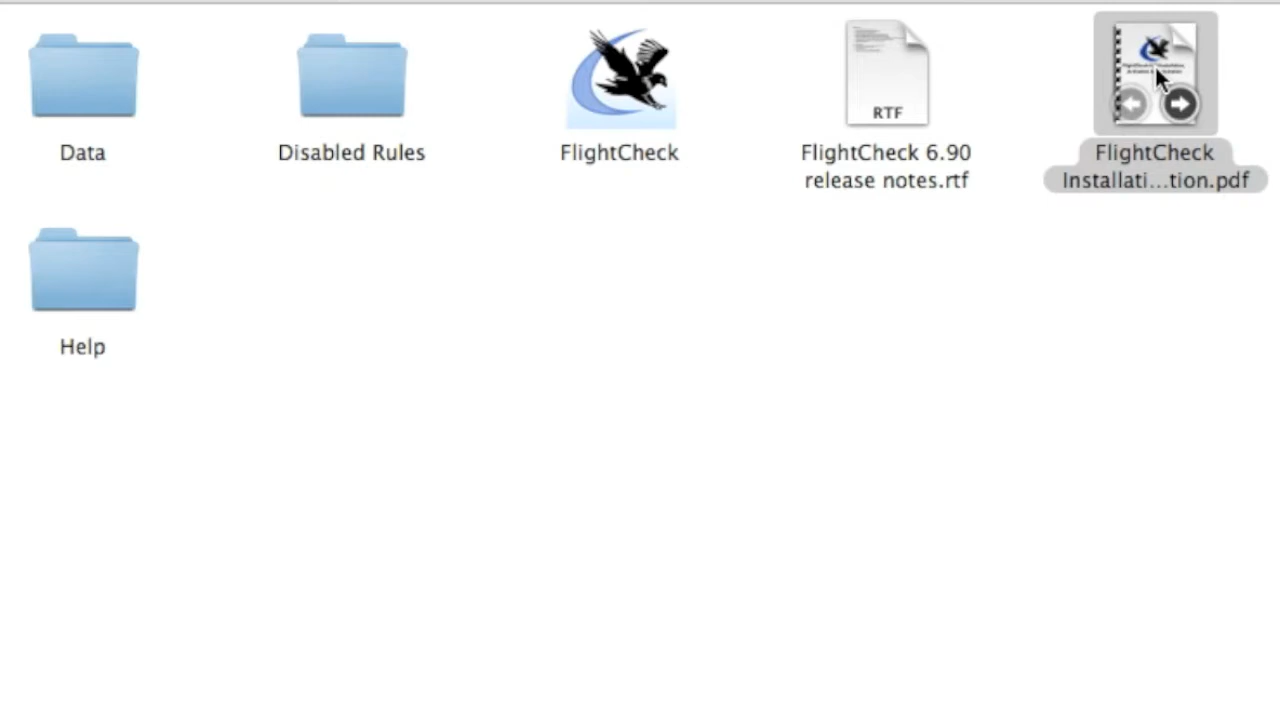 Data
Disabled Rules
FlightCheck
RTF
FlightCheck 6.90
release notes.rtf
FlightCheck
Installati...tion.pdf
Help